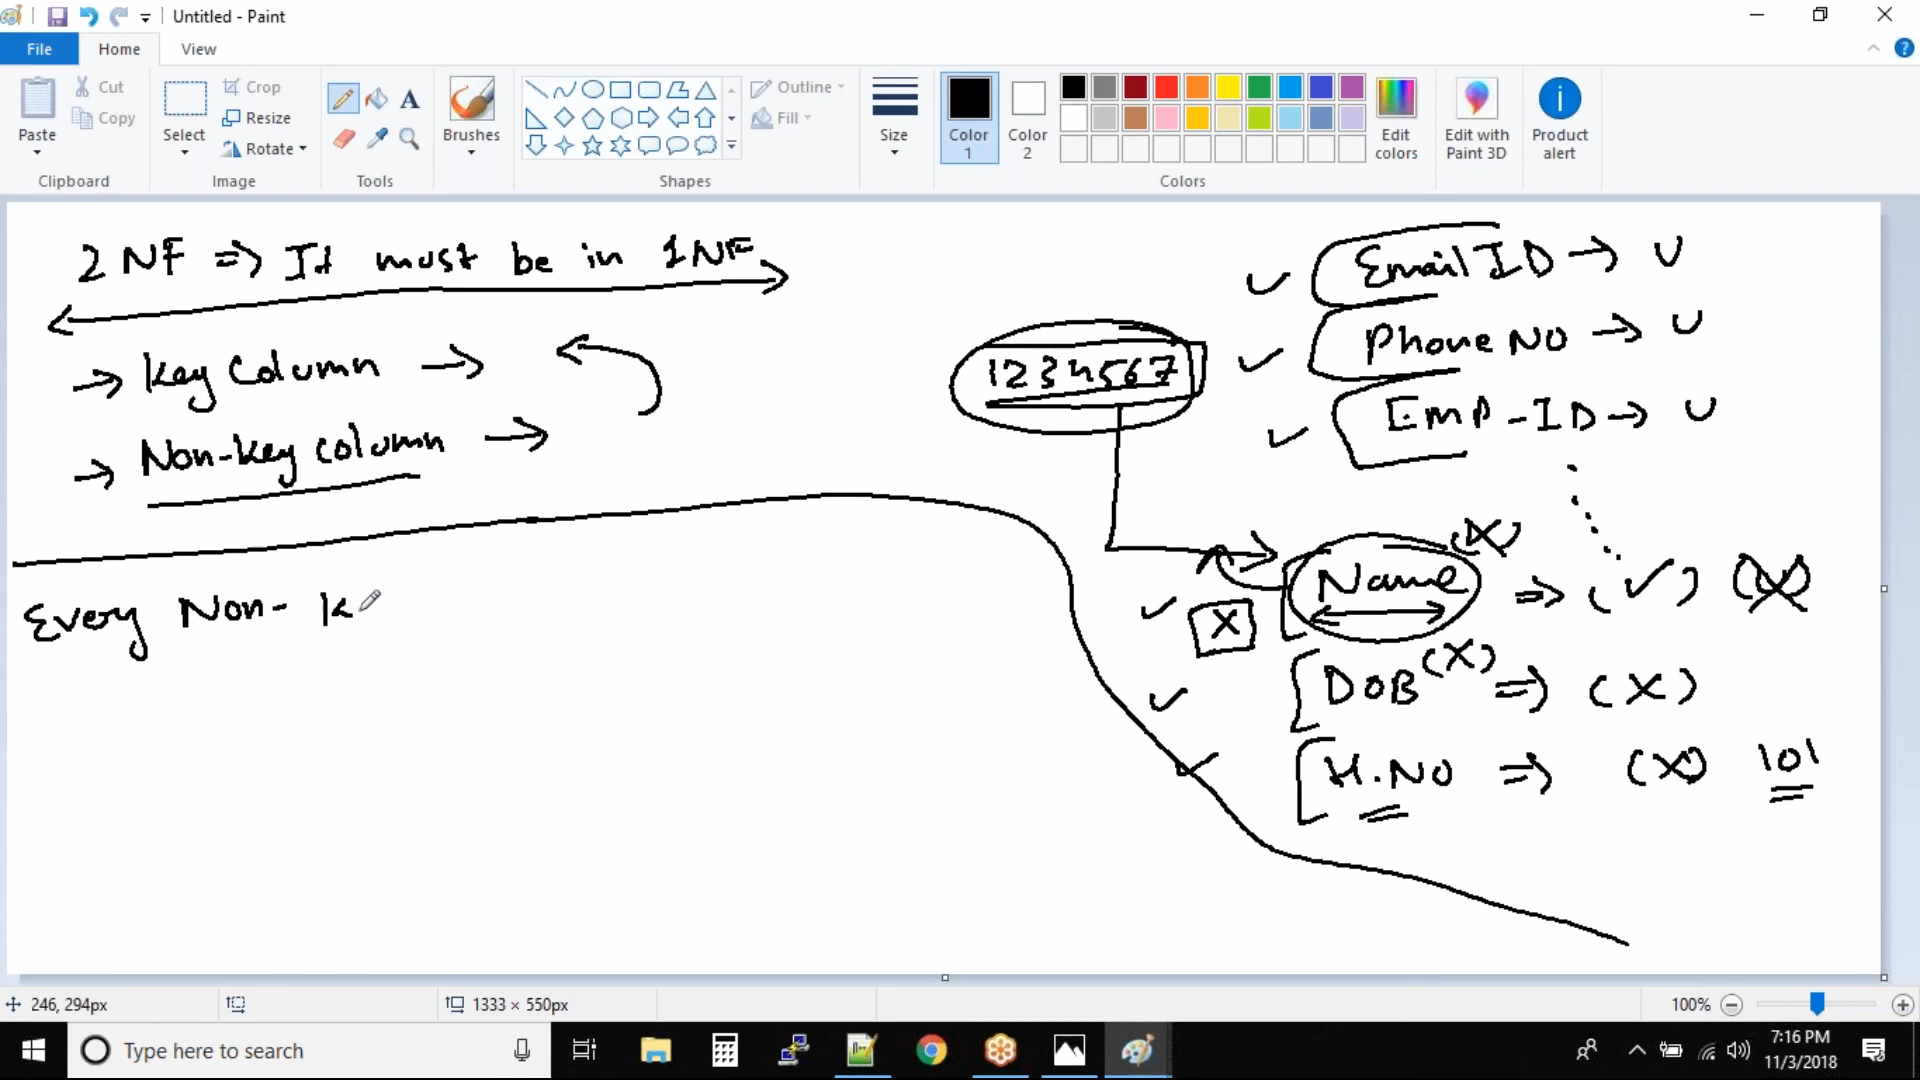 Untitled - Paint
File Home View
Paste
Cut
Copy
Clipboard
Select
Crop
Resize
Rotate
Image
A
Tools
Brushes
Shapes
Outline
Fill
Size
Color 1
Color 2
Edit colors
Colors
Edit with Paint 3D
Product alert
2 NF => It must be in 1NF
→ Key Column →
→ Non-Key column →
Every Non- K
1234567
✓ Email ID → U
✓ Phone NO → U
✓ EMP-ID → U
✓ X Name (X) => (✓) (X)
✓ DOB (X) => (X)
✓ H.NO => (X) 101
246, 294px
1333 × 550px
100%
Type here to search
7:16 PM
11/3/2018